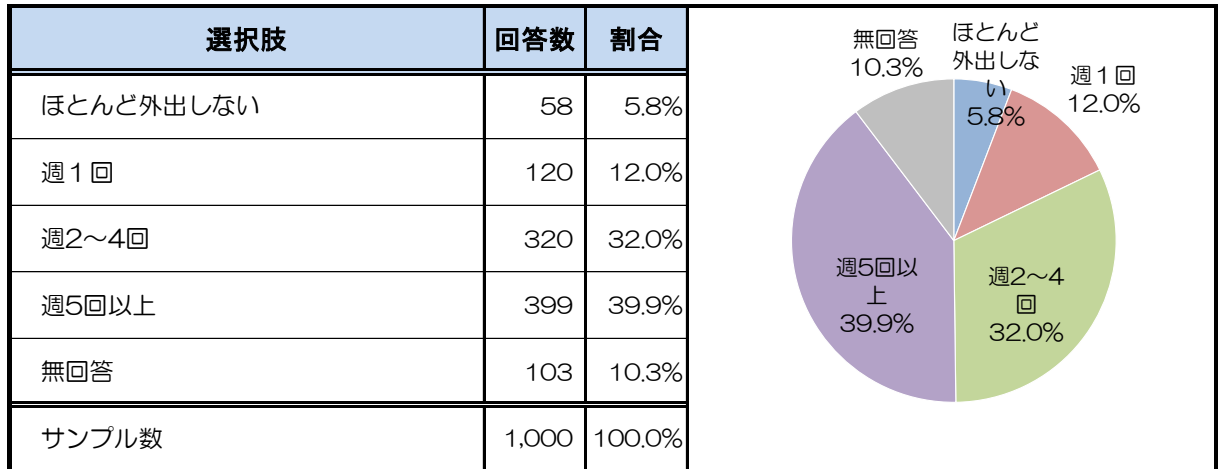 選択肢 回答数 割合
ほとんど外出しない 58 5.8%
週1回 120 12.0%
週2～4回 320 32.0%
週5回以上 399 39.9%
無回答 103 10.3%
サンプル数 1,000 100.0%
無回答
10.3%
ほとんど
外出しな
い
5.8%
週1回
12.0%
週5回以
上
39.9%
週2～4
回
32.0%